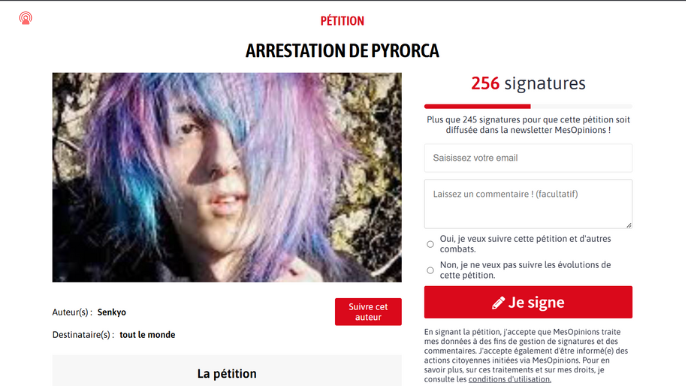 PÉTITION
ARRESTATION DE PYRORCA
256 signatures
Plus que 245 signatures pour que cette pétition soit
diffusée dans la newsletter MesOpinions !
Saisissez votre email
Laissez un commentaire ! (facultatif)
Oui, je veux suivre cette pétition et d'autres
combats.
Non, je ne veux pas suivre les évolutions de
cette pétition.
Je signe
En signant la pétition, j'accepte que MesOpinions traite
mes données à des fins de gestion de signatures et des
commentaires. J'accepte également d'être informé(e) des
actions citoyennes initiées via MesOpinions. Pour en
savoir plus, sur ces traitements et sur mes droits, je
consulte les conditions d'utilisation.
Auteur(s) : Senkyo
Suivre cet
auteur
Destinataire(s) : tout le monde
La pétition